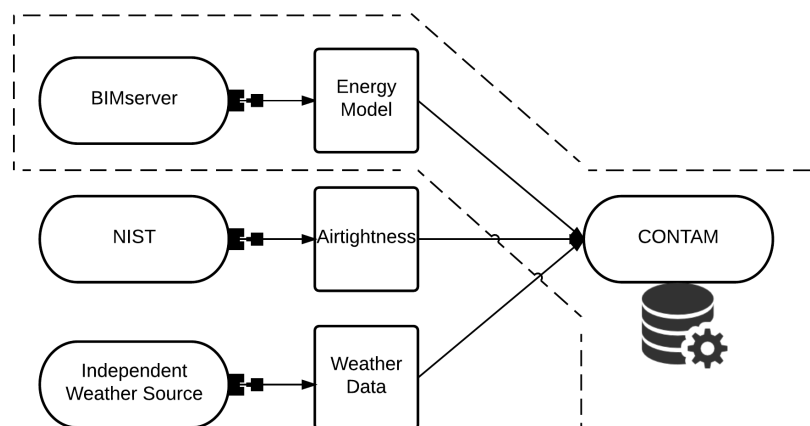 BIMserver
Energy
Model
NIST
Airtightness
CONTAM
Independent
Weather Source
Weather
Data